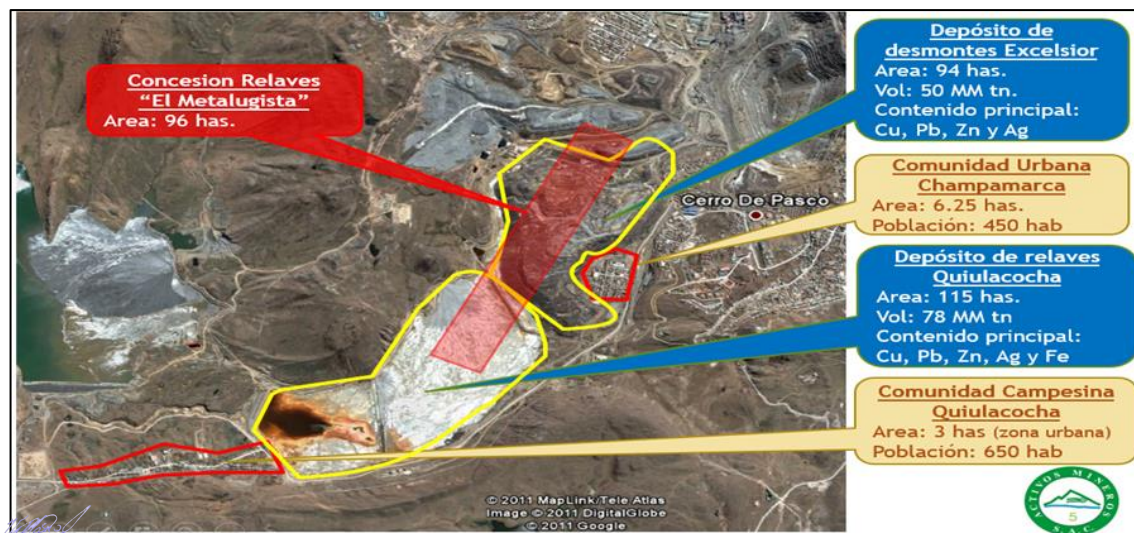 Concesion Relaves
“El Metalugista”
Area: 96 has.
Depósito de
desmontes Excelsior
Area: 94 has.
Vol: 50 MM tn.
Contenido principal:
Cu, Pb, Zn y Ag
Comunidad Urbana
Champamarca
Area: 6.25 has.
Población: 450 hab
Cerro De Pasco
Depósito de relaves
Quiulacocha
Area: 115 has.
Vol: 78 MM tn
Contenido principal:
Cu, Pb, Zn, Ag y Fe
Comunidad Campesina
Quiulacocha
Area: 3 has (zona urbana)
Población: 650 hab
© 2011 MapLink/Tele Atlas
Image © 2011 DigitalGlobe
© 2011 Google
ACTIVOS MINEROS
5
S.A.C.